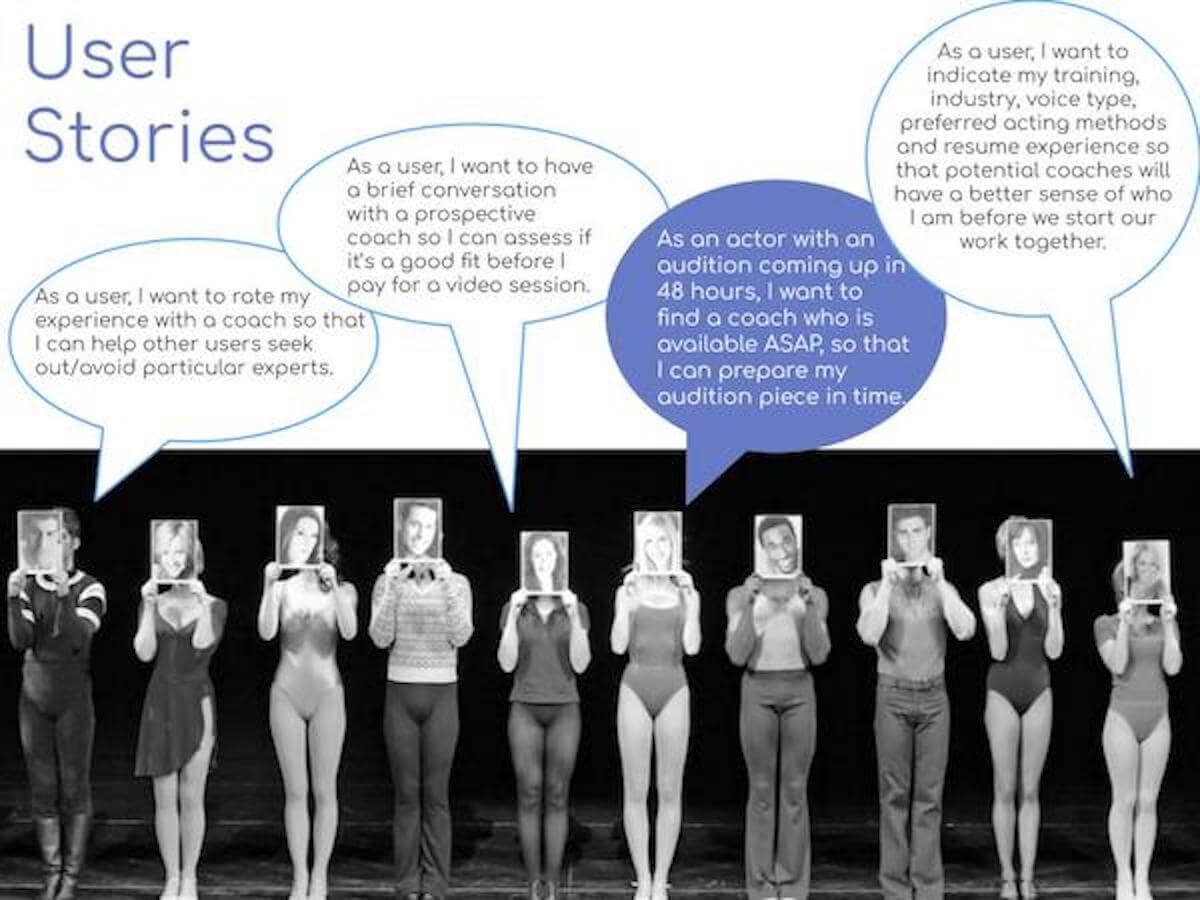 User
Stories
As a user, I want to rate my
experience with a coach so that
I can help other users seek
out/avoid particular experts.
As a user, I want to have
a brief conversation
with a prospective
coach so I can assess if
it's a good fit before I
pay for a video session.
As an actor with an
audition coming up in
48 hours, I want to
find a coach who is
available ASAP, so that
I can prepare my
audition piece in time.
As a user, I want to
indicate my training,
industry, voice type,
preferred acting methods
and resume experience so
that potential coaches will
have a better sense of who
I am before we start our
work together.